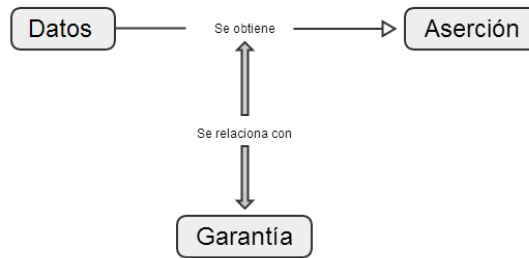 Datos
Se obtiene
Aserción
Se relaciona con
Garantía